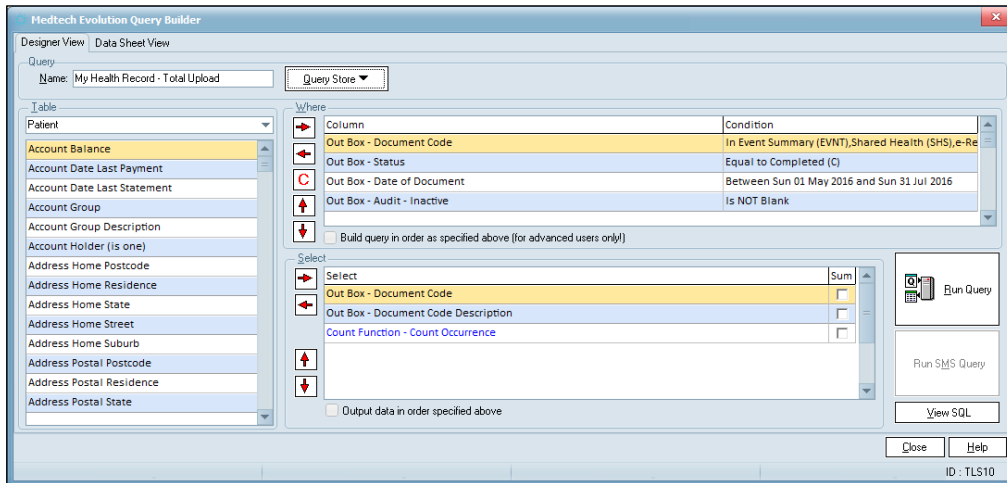 Medtech Evolution Query Builder
Designer View Data Sheet View
Query
Name: My Health Record - Total Upload Query Store
Table
Patient
Account Balance
Account Date Last Payment
Account Date Last Statement
Account Group
Account Group Description
Account Holder (is one)
Address Home Postcode
Address Home Residence
Address Home State
Address Home Street
Address Home Suburb
Address Postal Postcode
Address Postal Residence
Address Postal State
Where
Column Condition
Out Box - Document Code In Event Summary (EVNT),Shared Health (SHS),e-Re
Out Box - Status Equal to Completed (C)
Out Box - Date of Document Between Sun 01 May 2016 and Sun 31 Jul 2016
Out Box - Audit - Inactive Is NOT Blank
C
Build query in order as specified above (for advanced users only!)
Select
Select Sum
Out Box - Document Code
Out Box - Document Code Description
Count Function - Count Occurrence
Output data in order specified above
Run Query
Run SMS Query
View SQL
Close Help
ID : TLS10